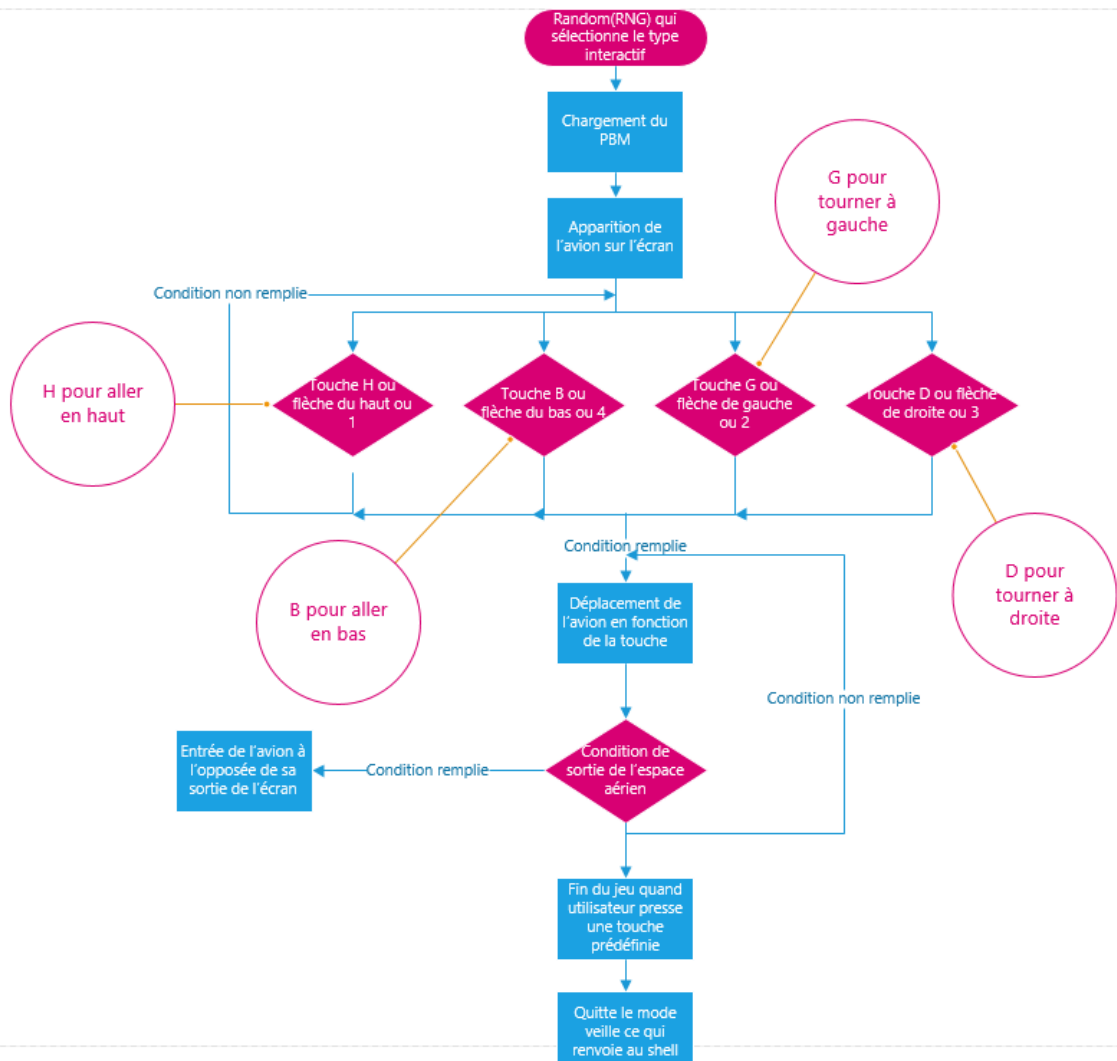 Random(RNG) qui
sélectionne le type
interactif
Chargement du
PBM
G pour
tourner à
gauche
Apparition de
l'avion sur l'écran
Condition non remplie
H pour aller
en haut
Touche H ou
flèche du haut ou
1
Touche B ou
flèche du bas ou 4
Touche G ou
flèche de gauche
ou 2
Touche D ou flèche
de droite ou 3
Condition remplie
B pour aller
en bas
Déplacement de
l'avion en fonction
de la touche
D pour
tourner à
droite
Condition non remplie
Entrée de l'avion à
l'opposée de sa
sortie de l'écran
Condition remplie
Condition de
sortie de l'espace
aérien
Fin du jeu quand
utilisateur presse
une touche
prédéfinie
Quitte le mode
veille ce qui
renvoie au shell